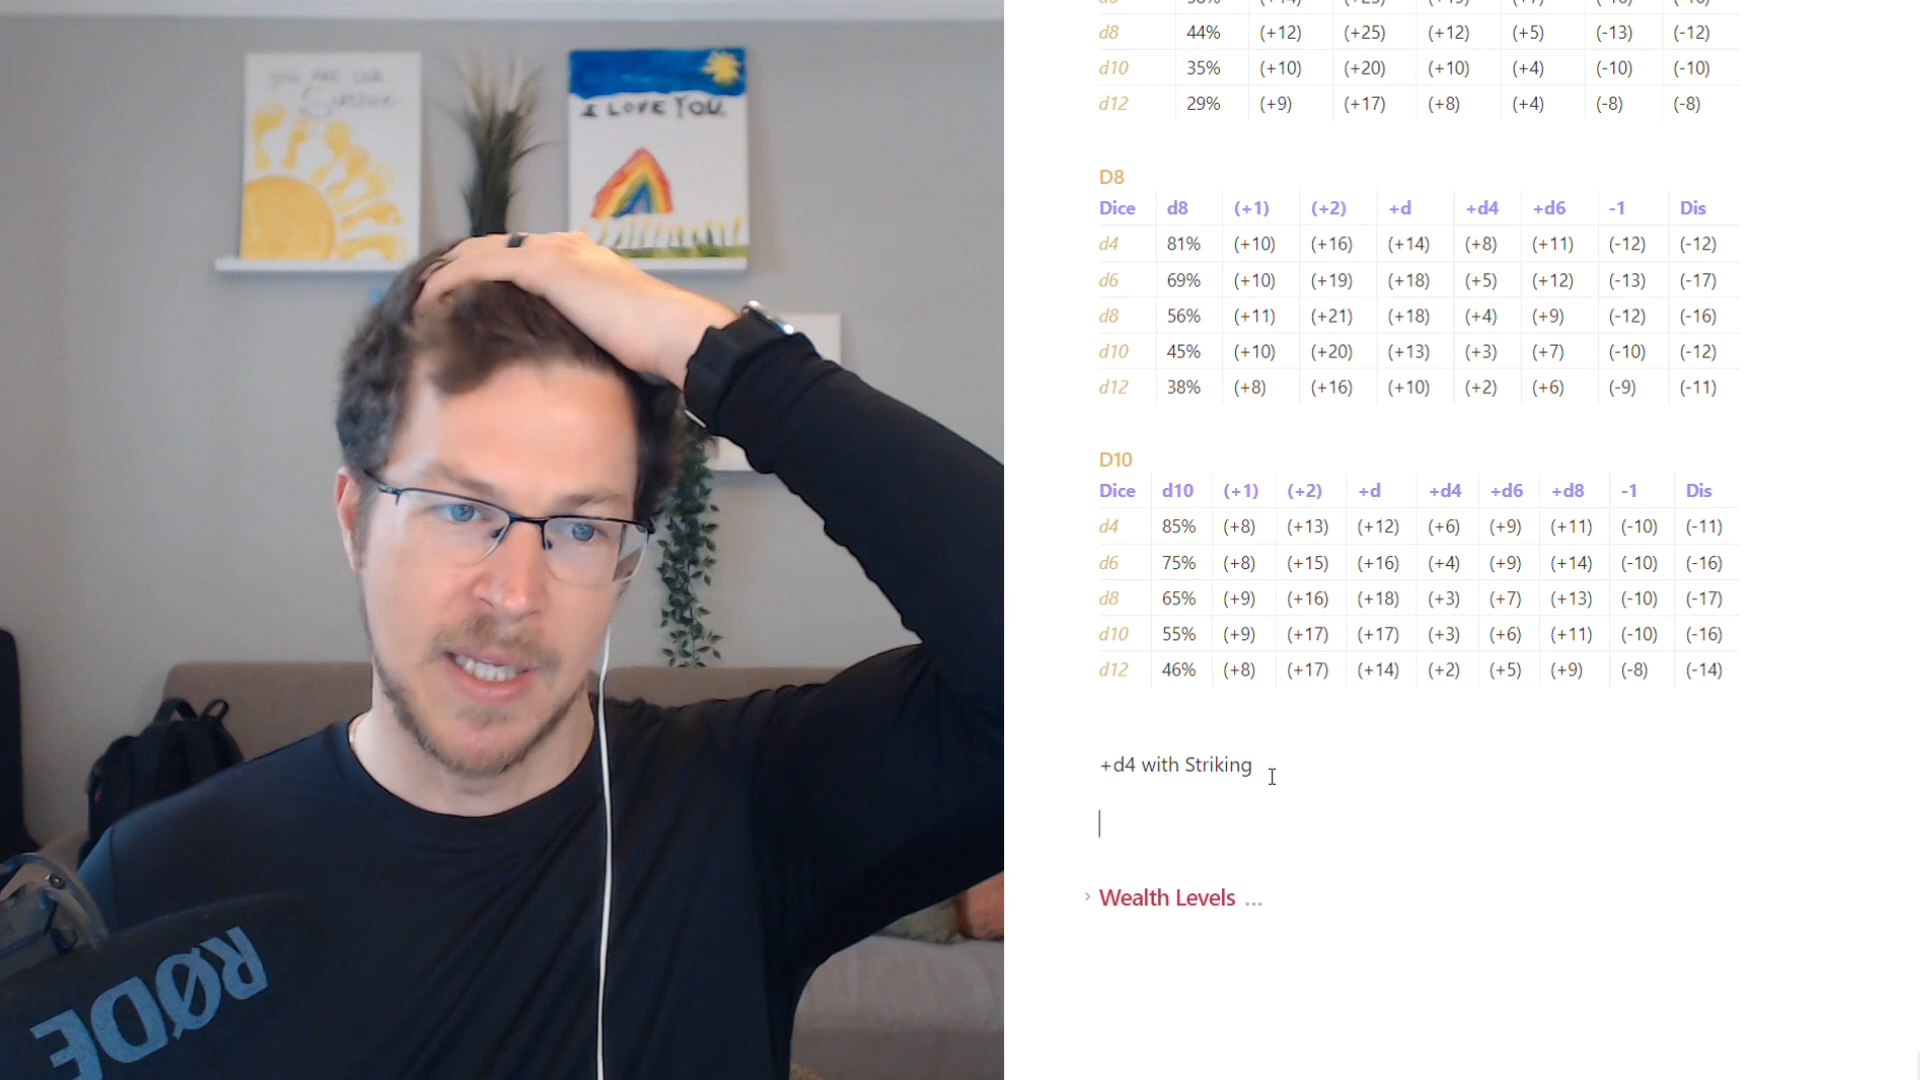 YOU ARE OUR
Sunshine
I LOVE YOU.
RØDE
d8 44% (+12) (+25) (+12) (+5) (-13) (-12)
d10 35% (+10) (+20) (+10) (+4) (-10) (-10)
d12 29% (+9) (+17) (+8) (+4) (-8) (-8)
D8
Dice d8 (+1) (+2) +d +d4 +d6 -1 Dis
d4 81% (+10) (+16) (+14) (+8) (+11) (-12) (-12)
d6 69% (+10) (+19) (+18) (+5) (+12) (-13) (-17)
d8 56% (+11) (+21) (+18) (+4) (+9) (-12) (-16)
d10 45% (+10) (+20) (+13) (+3) (+7) (-10) (-12)
d12 38% (+8) (+16) (+10) (+2) (+6) (-9) (-11)
D10
Dice d10 (+1) (+2) +d +d4 +d6 +d8 -1 Dis
d4 85% (+8) (+13) (+12) (+6) (+9) (+11) (-10) (-11)
d6 75% (+8) (+15) (+16) (+4) (+9) (+14) (-10) (-16)
d8 65% (+9) (+16) (+18) (+3) (+7) (+13) (-10) (-17)
d10 55% (+9) (+17) (+17) (+3) (+6) (+11) (-10) (-16)
d12 46% (+8) (+17) (+14) (+2) (+5) (+9) (-8) (-14)
+d4 with Striking
Wealth Levels ...